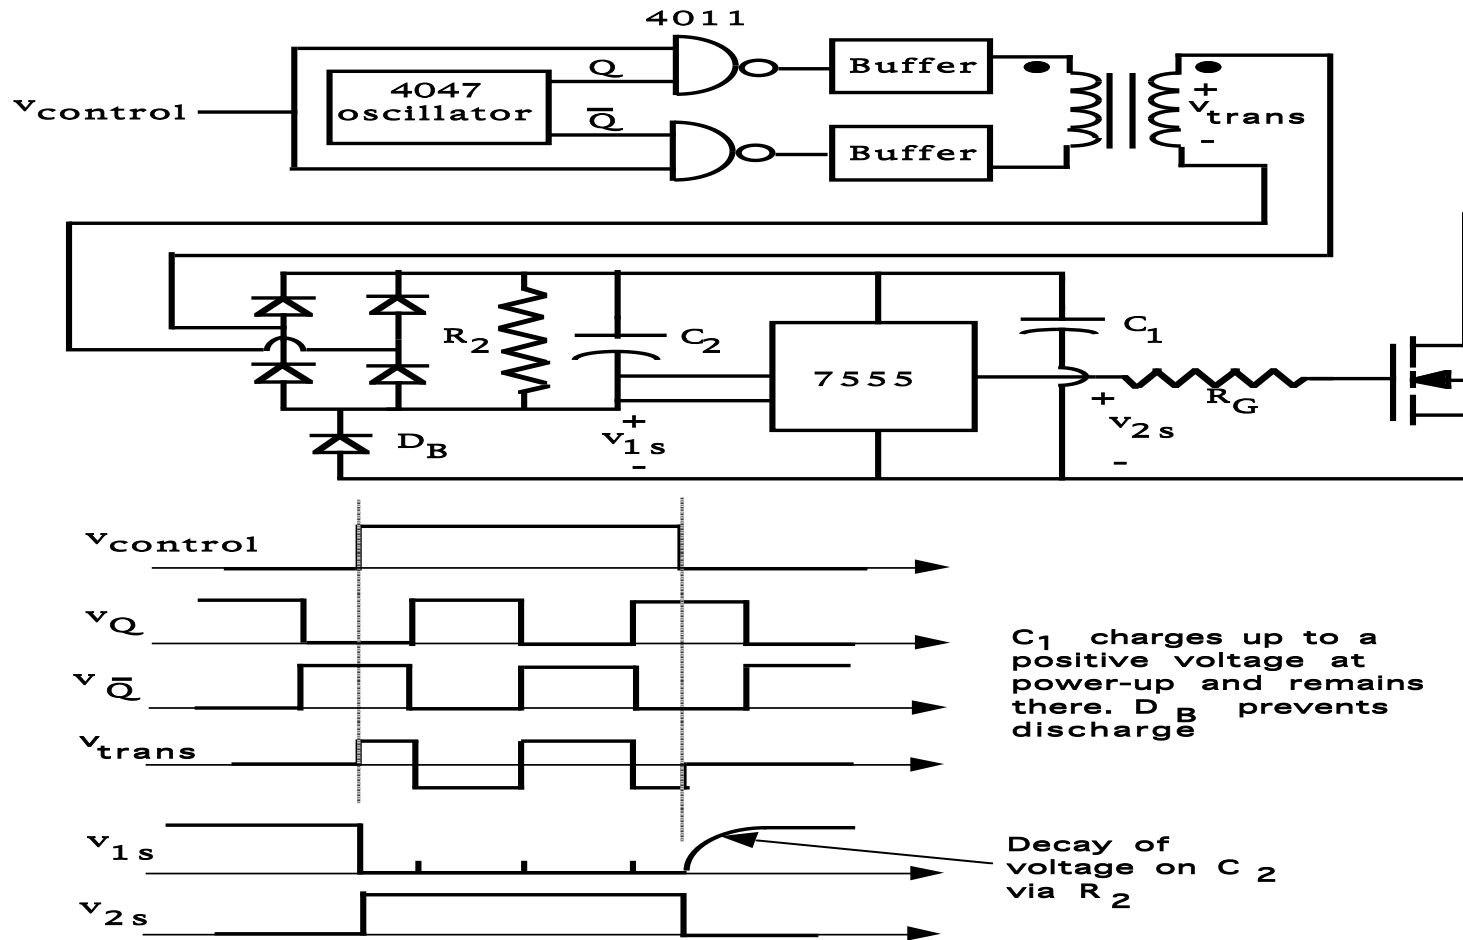 4011
Q
4047
oscillator
Buffer
vcontrol
Q̅
Buffer
+
vtrans
-
R2
C2
7555
C1
RG
+
v2s
-
DB
+
v1s
-
vcontrol
vQ
vQ̅
vtrans
v1s
v2s
C1 charges up to a
positive voltage at
power-up and remains
there. DB prevents
discharge
Decay of
voltage on C2
via R2